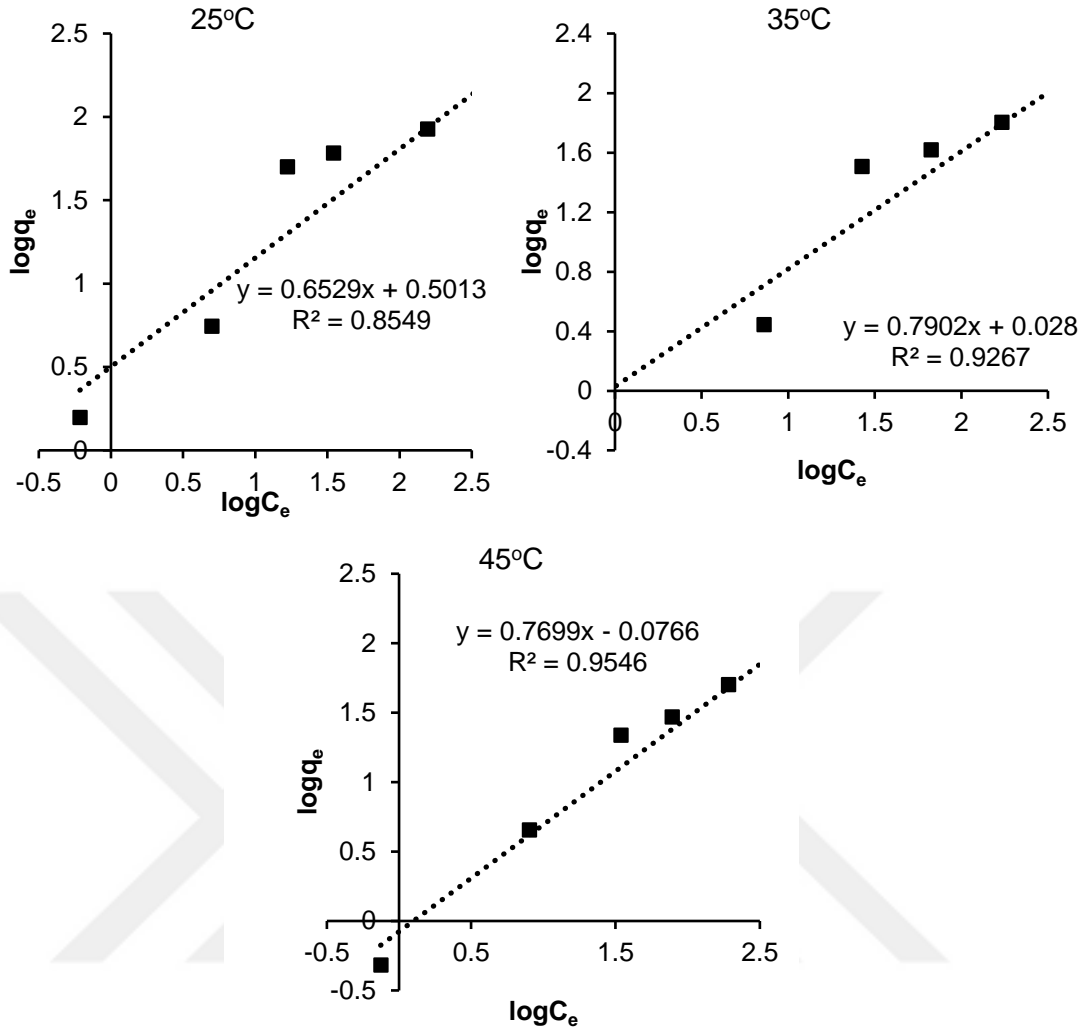 25°C
2.5
2
1.5
1
0.5
0
-0.5 0 0.5 1 1.5 2 2.5
logqₑ
logCₑ
y = 0.6529x + 0.5013
R² = 0.8549
35°C
2.4
2
1.6
1.2
0.8
0.4
0
-0.4
0 0.5 1 1.5 2 2.5
logqₑ
logCₑ
y = 0.7902x + 0.028
R² = 0.9267
45°C
2.5
2
1.5
1
0.5
0
-0.5
-0.5 0.5 1.5 2.5
logqₑ
logCₑ
y = 0.7699x - 0.0766
R² = 0.9546